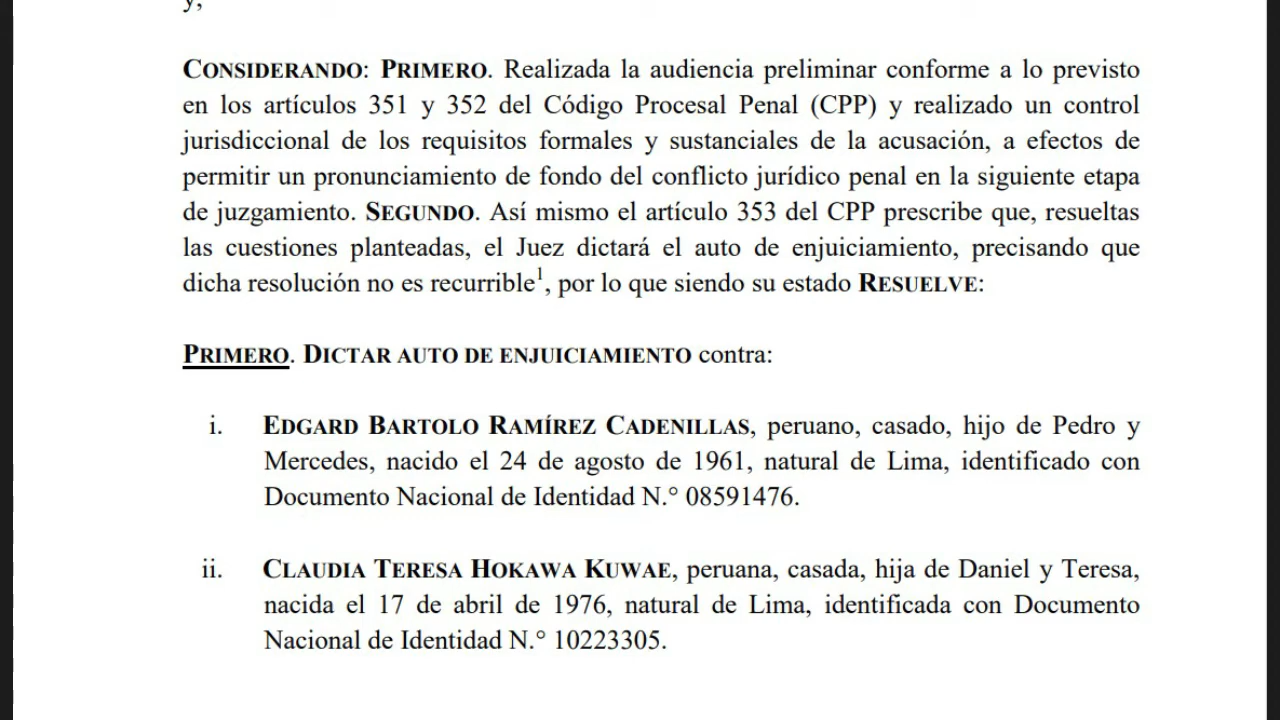 y,
CONSIDERANDO: PRIMERO. Realizada la audiencia preliminar conforme a lo previsto
en los artículos 351 y 352 del Código Procesal Penal (CPP) y realizado un control
jurisdiccional de los requisitos formales y sustanciales de la acusación, a efectos de
permitir un pronunciamiento de fondo del conflicto jurídico penal en la siguiente etapa
de juzgamiento. SEGUNDO. Así mismo el artículo 353 del CPP prescribe que, resueltas
las cuestiones planteadas, el Juez dictará el auto de enjuiciamiento, precisando que
dicha resolución no es recurrible¹, por lo que siendo su estado RESUELVE:
PRIMERO. DICTAR AUTO DE ENJUICIAMIENTO contra:
i. EDGARD BARTOLO RAMÍREZ CADENILLAS, peruano, casado, hijo de Pedro y
Mercedes, nacido el 24 de agosto de 1961, natural de Lima, identificado con
Documento Nacional de Identidad N.° 08591476.
ii. CLAUDIA TERESA HOKAWA KUWAE, peruana, casada, hija de Daniel y Teresa,
nacida el 17 de abril de 1976, natural de Lima, identificada con Documento
Nacional de Identidad N.° 10223305.